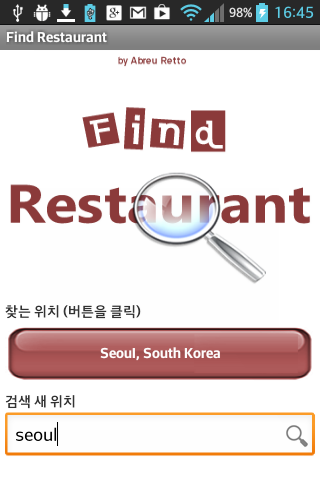 98% 16:45
Find Restaurant
by Abreu Retto
Find
Restaurant
찾는 위치 (버튼을 클릭)
Seoul, South Korea
검색 새 위치
seoul